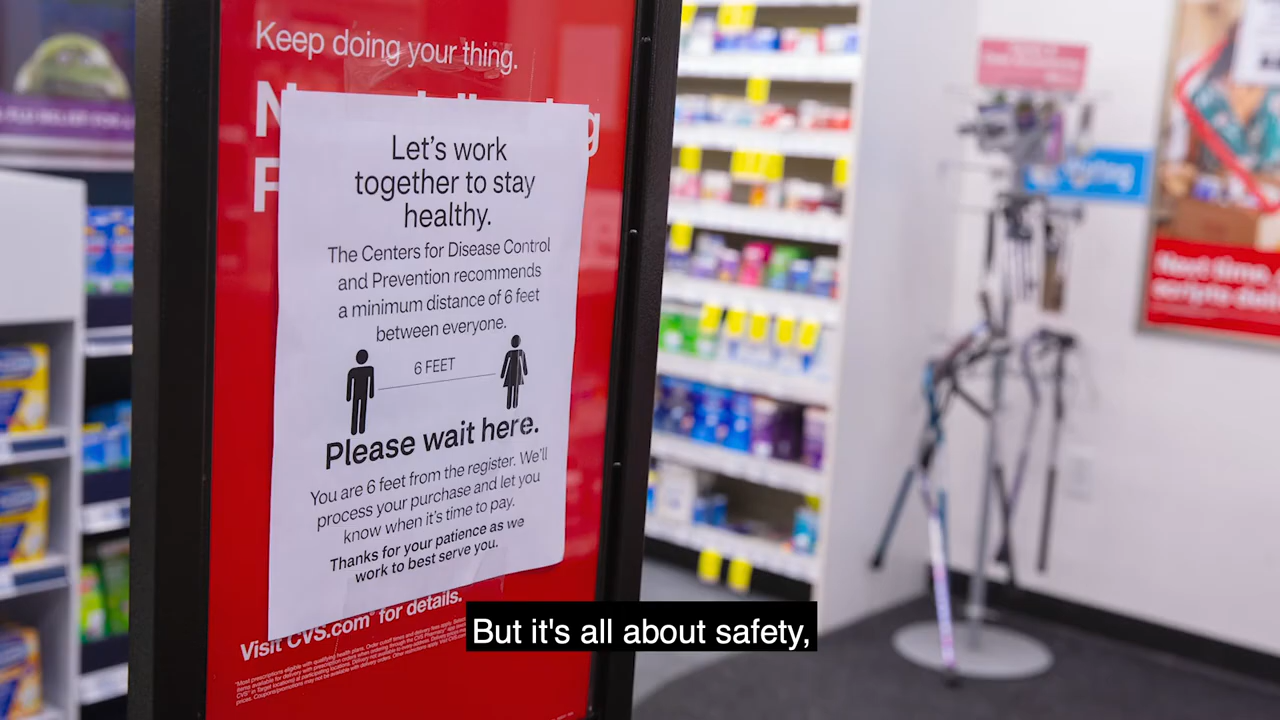 Keep doing your thing.
Let's work
together to stay
healthy.
The Centers for Disease Control
and Prevention recommends
a minimum distance of 6 feet
between everyone.
6 FEET
Please wait here.
You are 6 feet from the register. We'll
process your purchase and let you
know when it's time to pay.
Thanks for your patience as we
work to best serve you.
Visit CVS.com® for details.
Next time,
But it's all about safety,